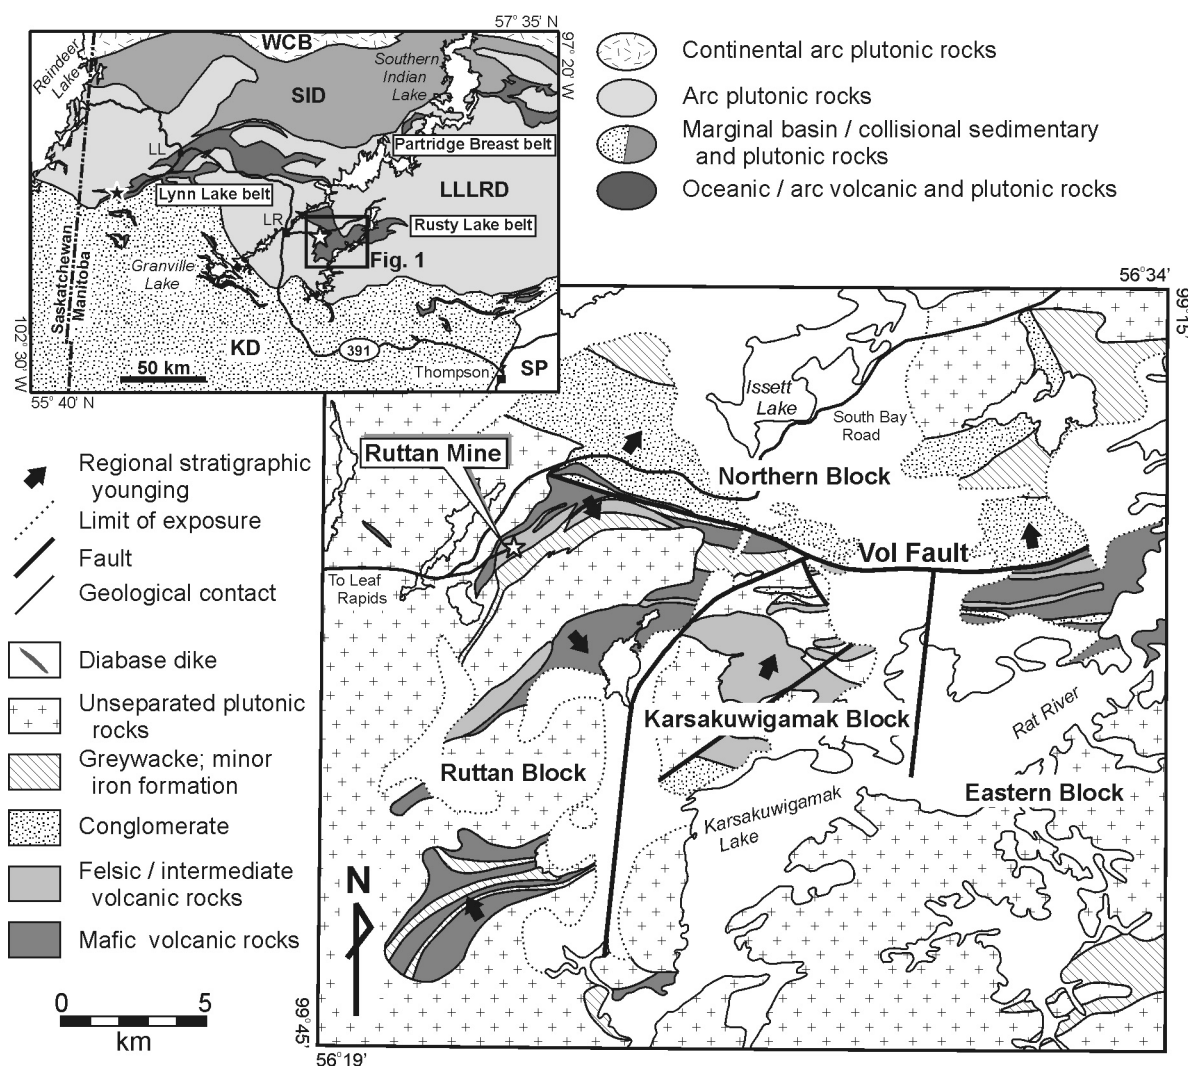 57° 35' N
WCB
97° 20' W
Reindeer
Lake
Southern
Indian
Lake
SID
LL
Partridge Breast belt
Lynn Lake belt
LLLRD
LR
Rusty Lake belt
Fig. 1
Granville
Lake
Saskatchewan
Manitoba
KD
391
50 km
Thompson
SP
102° 30' W
55° 40' N
Continental arc plutonic rocks
Arc plutonic rocks
Marginal basin / collisional sedimentary
and plutonic rocks
Oceanic / arc volcanic and plutonic rocks
56°34'
99°15'
Issett
Lake
South Bay
Road
Ruttan Mine
Northern Block
Vol Fault
To Leaf
Rapids
Karsakuwigamak Block
Rat River
Ruttan Block
Eastern Block
Karsakuwigamak
Lake
Regional stratigraphic
younging
Limit of exposure
Fault
Geological contact
Diabase dike
Unseparated plutonic
rocks
Greywacke; minor
iron formation
Conglomerate
Felsic / intermediate
volcanic rocks
Mafic volcanic rocks
N
0 5
km
99°45'
56°19'